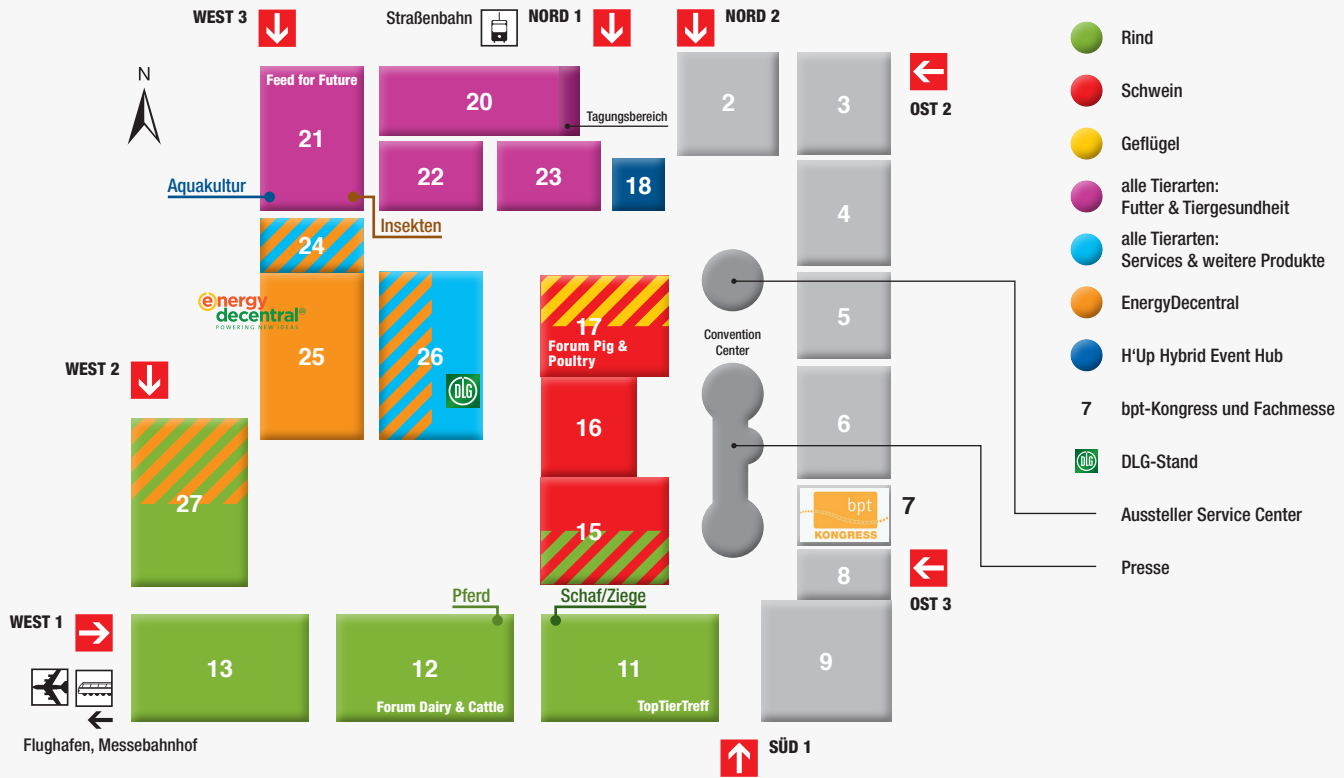 WEST 3
Straßenbahn
NORD 1
NORD 2
N
Feed for Future
21
20
Tagungsbereich
2
3
OST 2
22
23
18
4
Aquakultur
Insekten
24
energy
decentral®
POWERING NEW IDEAS
25
26
DLG
17
Forum Pig &
Poultry
Convention
Center
5
WEST 2
16
6
27
15
bpt
KONGRESS
7
8
OST 3
Pferd
Schaf/Ziege
WEST 1
13
12
Forum Dairy & Cattle
11
TopTierTreff
9
Flughafen, Messebahnhof
SÜD 1
Rind
Schwein
Geflügel
alle Tierarten:
Futter & Tiergesundheit
alle Tierarten:
Services & weitere Produkte
EnergyDecentral
H'Up Hybrid Event Hub
7 bpt-Kongress und Fachmesse
DLG DLG-Stand
Aussteller Service Center
Presse